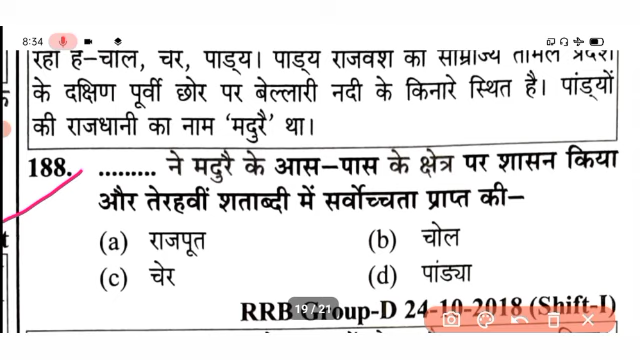 8:34
रहा है–चोल, चेर, पाड्य। पांड्य राजवंश का साम्राज्य तमिल प्रदेश
के दक्षिण पूर्वी छोर पर बेल्लारी नदी के किनारे स्थित है। पांड्यों
की राजधानी का नाम ‘मदुरै’ था।
188. ......... ने मदुरै के आस–पास के क्षेत्र पर शासन किया
और तेरहवीं शताब्दी में सर्वोच्चता प्राप्त की–
(a) राजपूत (b) चोल
(c) चेर (d) पांड्या
RRB Group-D 24-10-2018 (Shift-I)
19 / 21